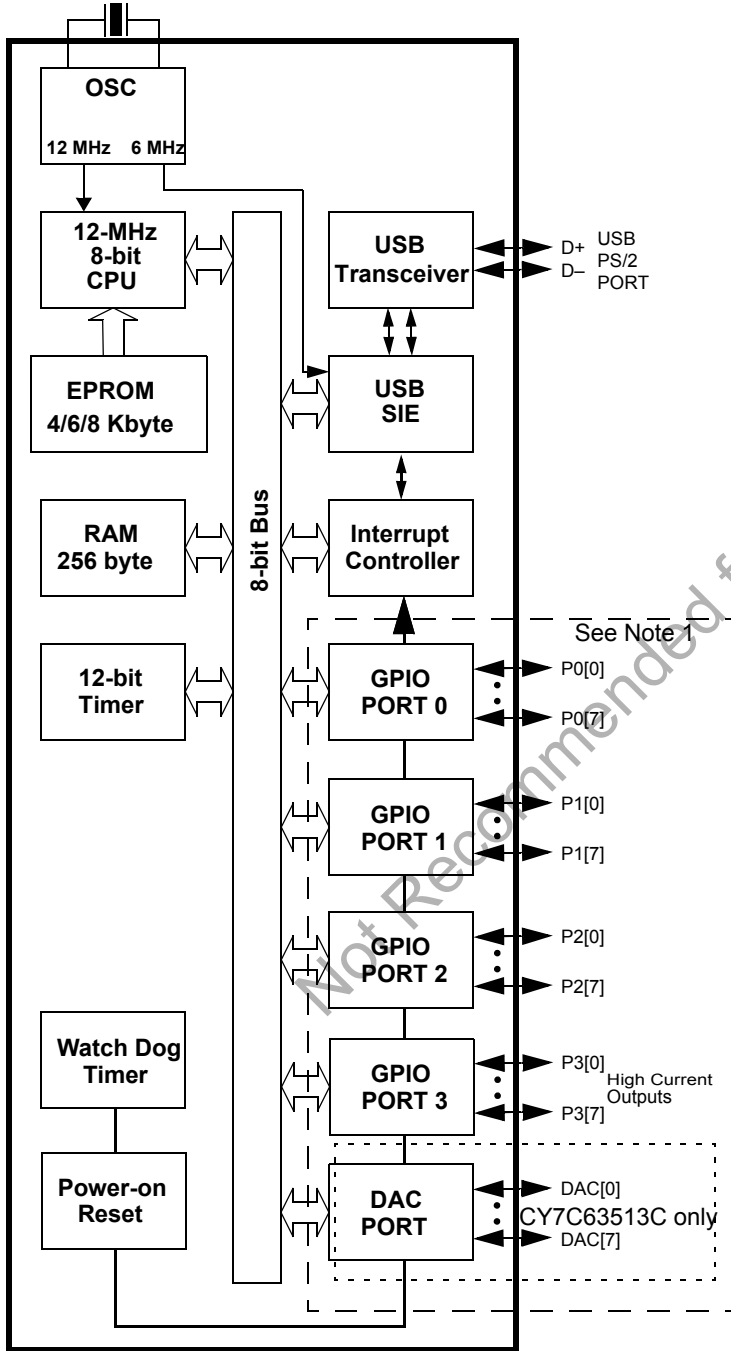 OSC
12 MHz 6 MHz
12-MHz
8-bit
CPU
USB
Transceiver
D+
D–
USB
PS/2
PORT
EPROM
4/6/8 Kbyte
USB
SIE
8-bit Bus
RAM
256 byte
Interrupt
Controller
See Note 1
12-bit
Timer
GPIO
PORT 0
P0[0]
P0[7]
GPIO
PORT 1
P1[0]
P1[7]
GPIO
PORT 2
P2[0]
P2[7]
Watch Dog
Timer
GPIO
PORT 3
P3[0]
P3[7]
High Current
Outputs
Power-on
Reset
DAC
PORT
DAC[0]
CY7C63513C only
DAC[7]
Not Recommended f